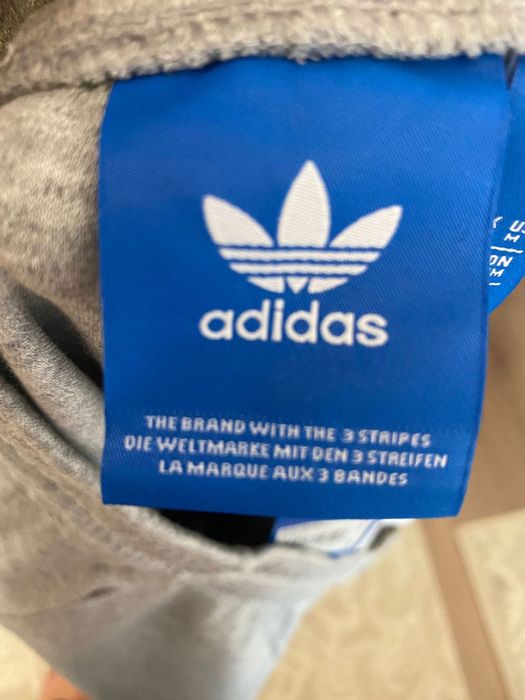 adidas
THE BRAND WITH THE 3 STRIPES
DIE WELTMARKE MIT DEN 3 STREIFEN
LA MARQUE AUX 3 BANDES
M
M